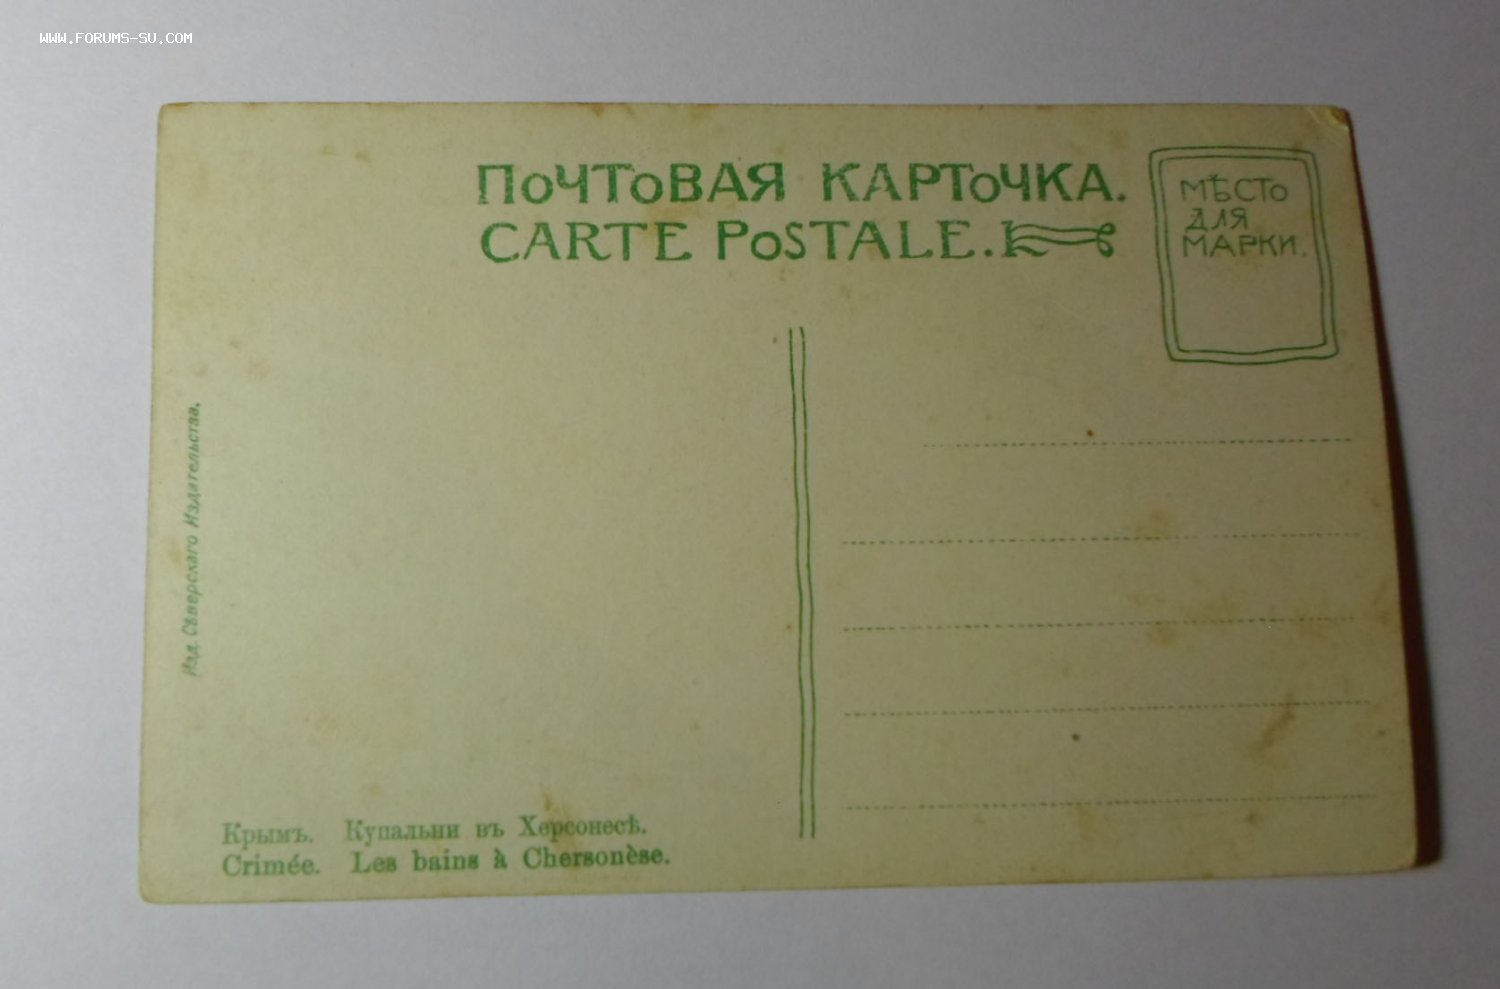 WWW.FORUMS-SU.COM
ПОЧТОВАЯ КАРТОЧКА.
CARTE POSTALE.
МѢСТО
ДЛЯ
МАРКИ.
Изд. Сѣвернаго Издательства.
Крымъ. Купальни въ Херсонесѣ.
Crimée. Les bains à Chersonèse.